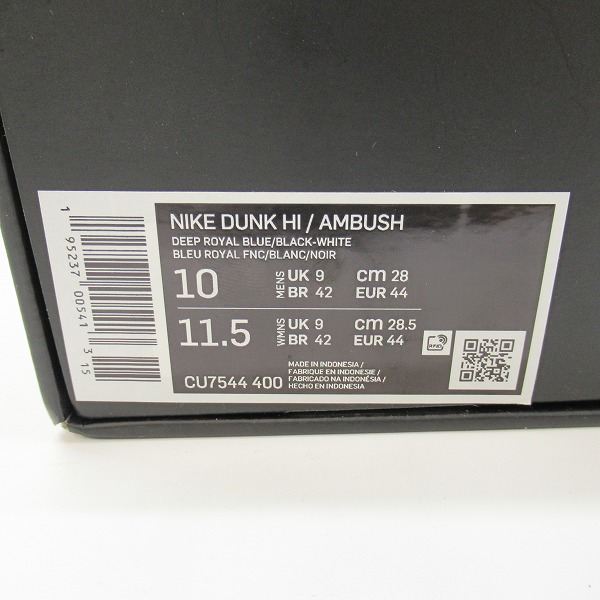 NIKE DUNK HI / AMBUSH
DEEP ROYAL BLUE/BLACK-WHITE
BLEU ROYAL FNC/BLANC/NOIR
10 MENS UK 9 cm 28
BR 42 EUR 44
11.5 WMNS UK 9 cm 28.5
BR 42 EUR 44
RFID
CU7544 400
MADE IN INDONESIA /
FABRIQUE EN INDONESIE /
FABRICADO NA INDONÉSIA /
HECHO EN INDONESIA
1 95237 00541 3 15